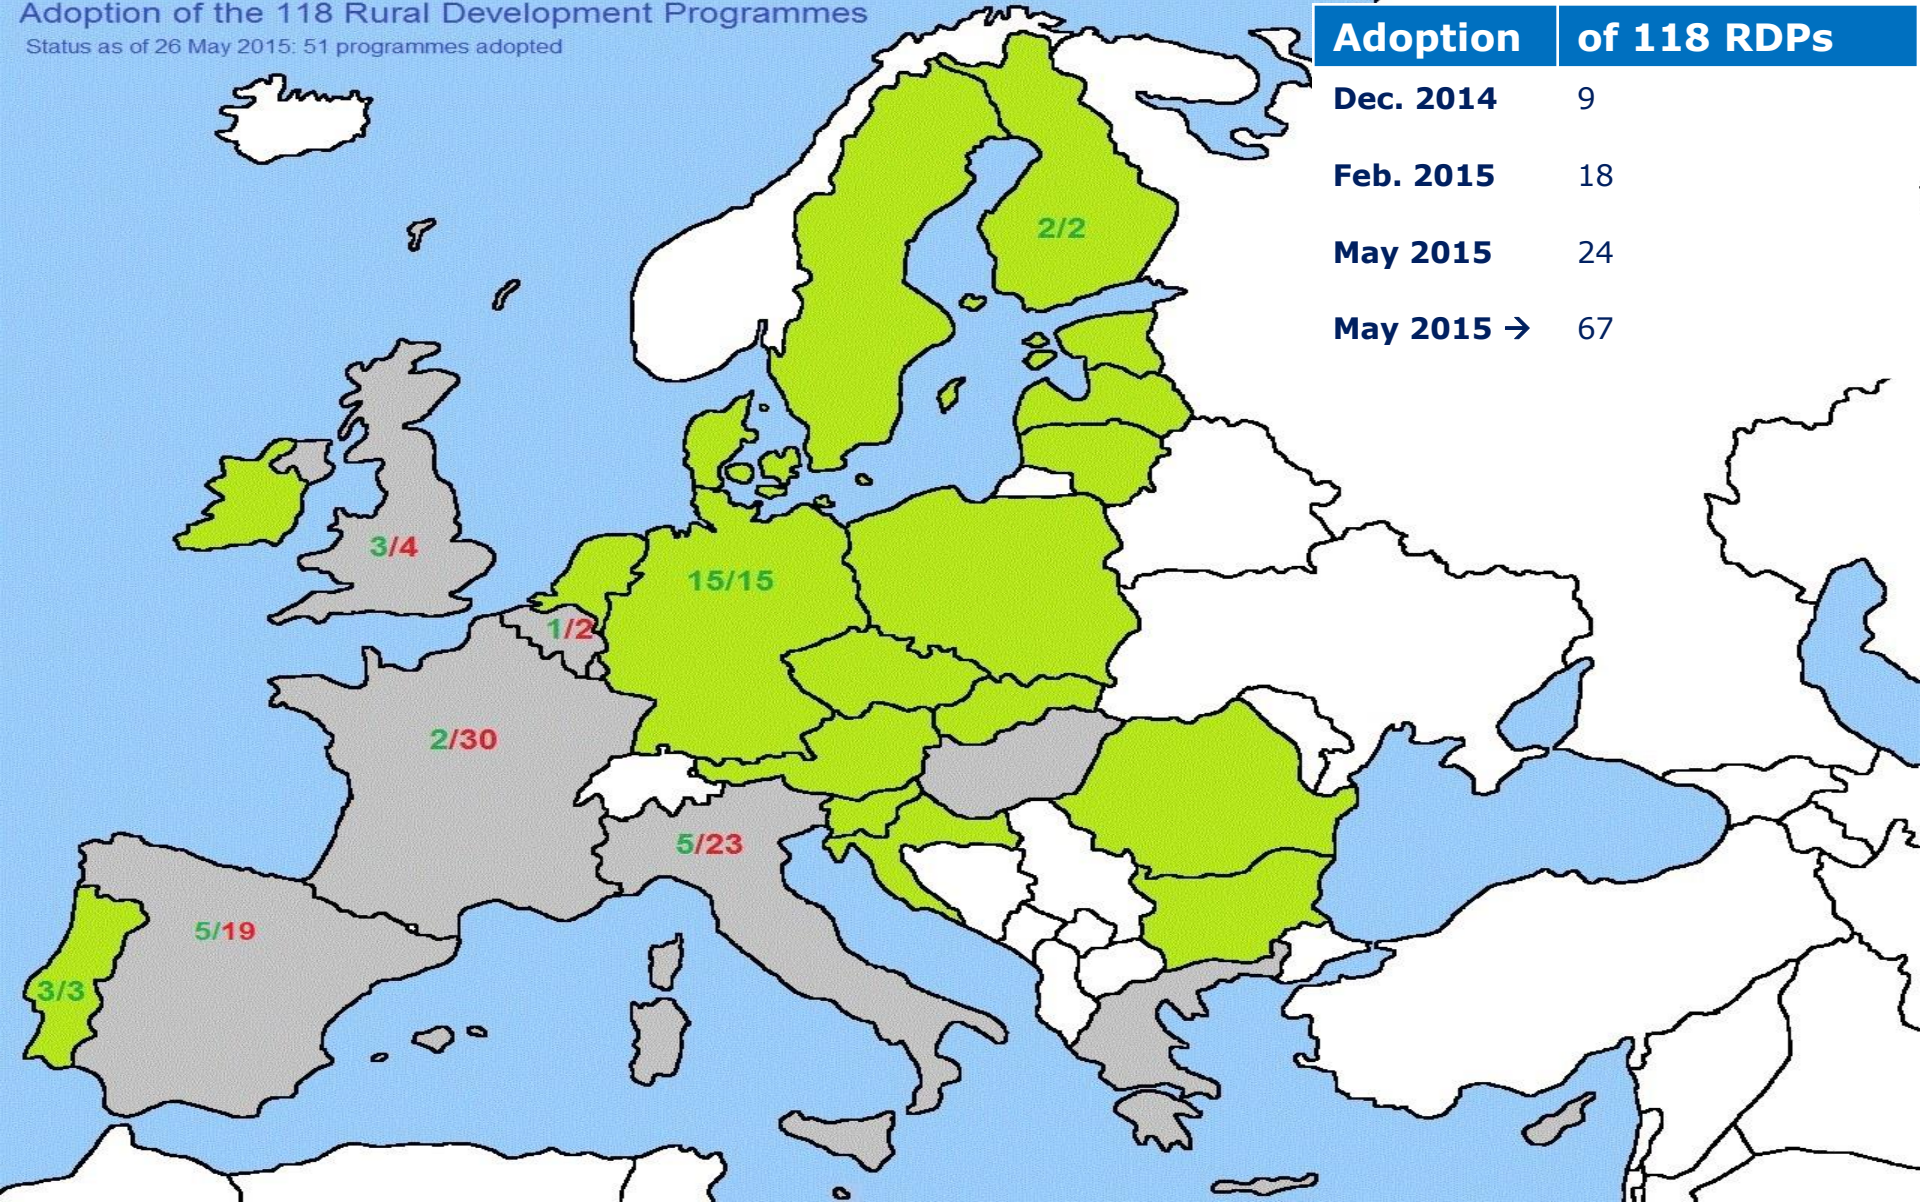 Adoption of the 118 Rural Development Programmes
Status as of 26 May 2015: 51 programmes adopted
Adoption of 118 RDPs
Dec. 2014 9
Feb. 2015 18
May 2015 24
May 2015 → 67
2/2
3/4
15/15
1/2
2/30
5/23
5/19
3/3